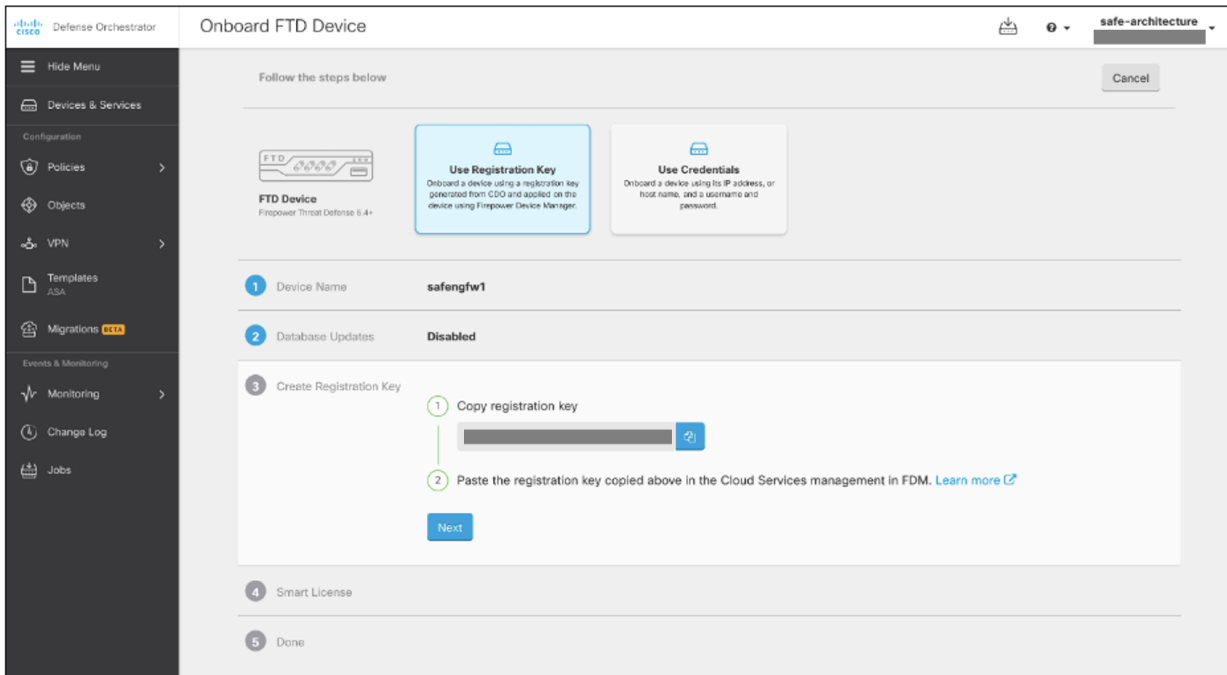 cisco
Defense Orchestrator
Onboard FTD Device
safe-architecture
Hide Menu
Devices & Services
Configuration
Policies
Objects
VPN
Templates
ASA
Migrations BETA
Events & Monitoring
Monitoring
Change Log
Jobs
Follow the steps below
Cancel
FTD
FTD Device
Firepower Threat Defense 6.4+
Use Registration Key
Onboard a device using a registration key
generated from CDO and applied on the
device using Firepower Device Manager.
Use Credentials
Onboard a device using its IP address, or
host name, and a username and
password.
1 Device Name safengfw1
2 Database Updates Disabled
3 Create Registration Key
1 Copy registration key
2 Paste the registration key copied above in the Cloud Services management in FDM. Learn more
Next
4 Smart License
5 Done